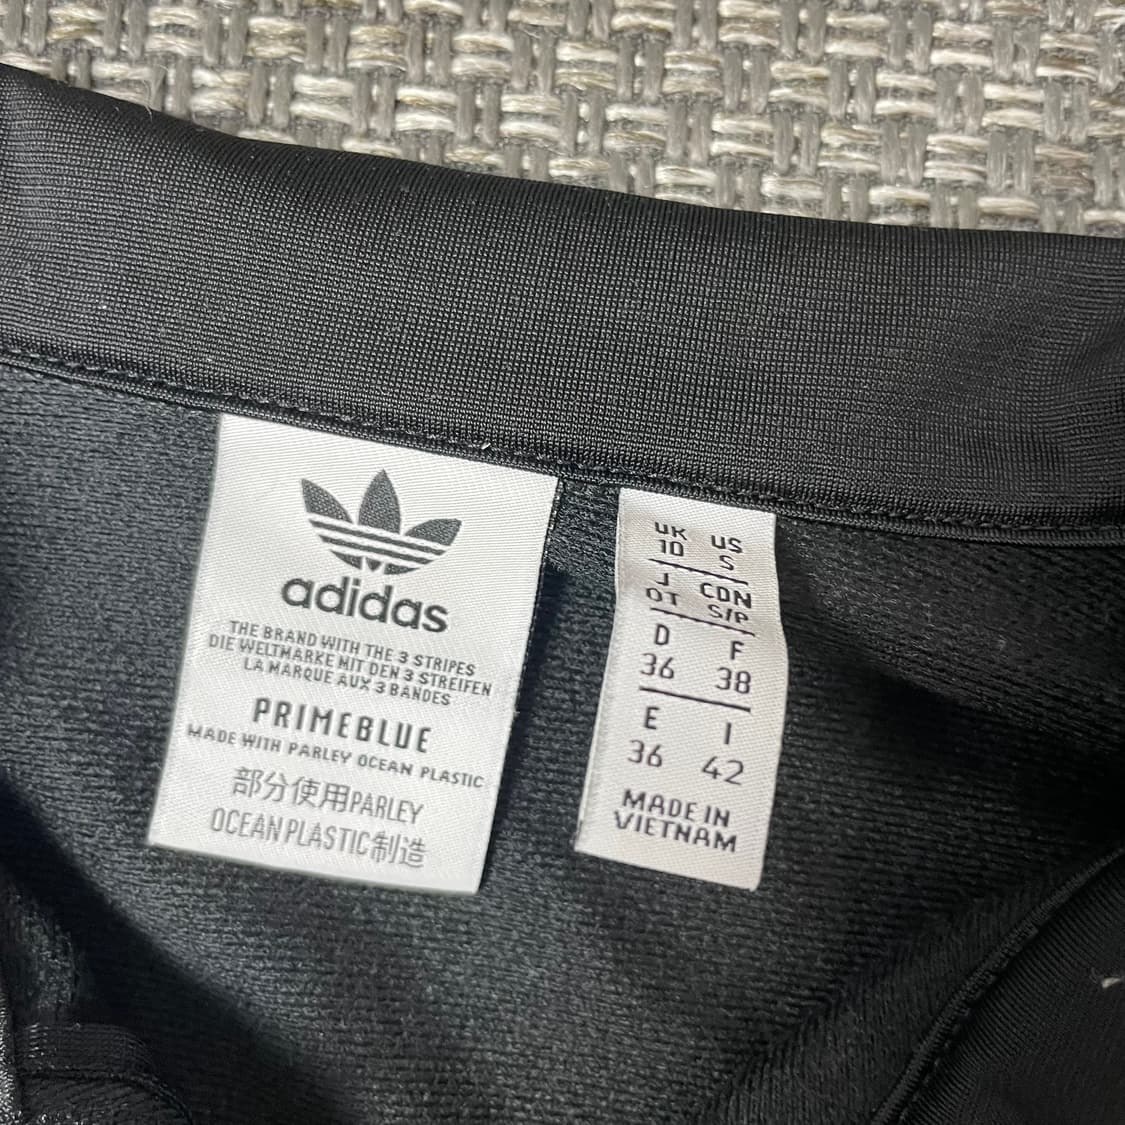 adidas
THE BRAND WITH THE 3 STRIPES
DIE WELTMARKE MIT DEN 3 STREIFEN
LA MARQUE AUX 3 BANDES
PRIMEBLUE
MADE WITH PARLEY OCEAN PLASTIC
部分使用PARLEY
OCEAN PLASTIC制造
UK US
10 S
J CDN
OT S/P
D F
36 38
E I
36 42
MADE IN
VIETNAM